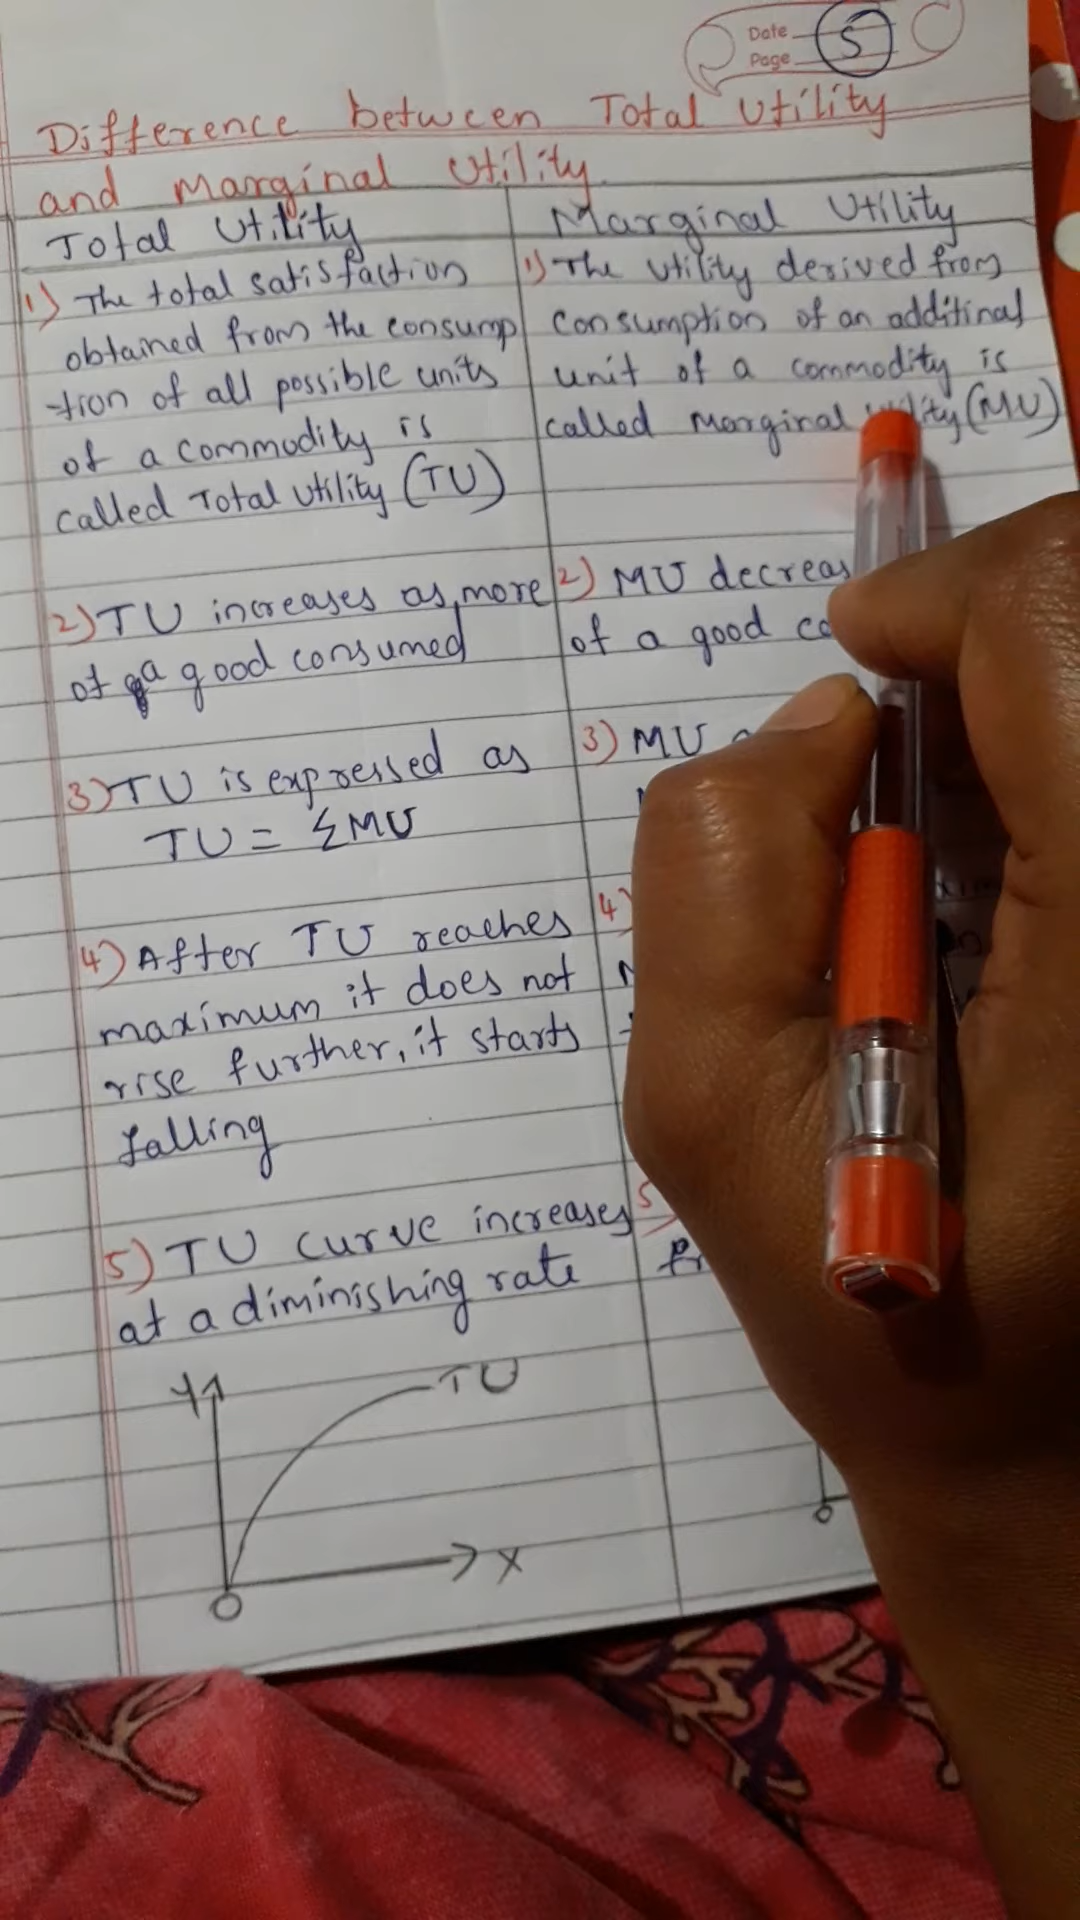 Date
Page 5
Difference between Total Utility
and Marginal Utility
Total Utility
1) The total satisfaction
obtained from the consump
-tion of all possible units
of a commodity is
called Total Utility (TU)
2) TU increases as more
of a good consumed
3) TU is expressed as
TU = ΣMU
4) After TU reaches
maximum it does not
rise further, it starts
falling
5) TU curve increases
at a diminishing rate
Y
TU
X
O
Marginal Utility
1) The utility derived from
consumption of an additinal
unit of a commodity is
called Marginal Utility (MU)
2) MU decreas
of a good co
3) MU
4)
5
O